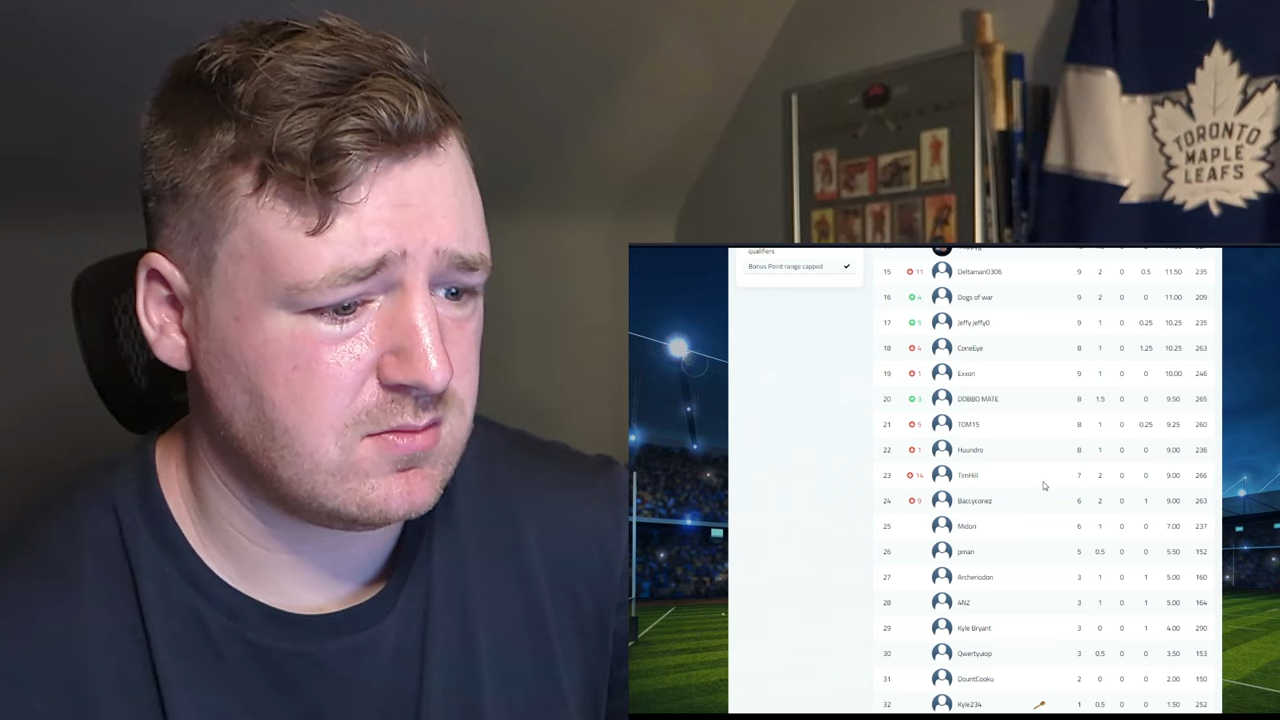 TORONTO
MAPLE
LEAFS
qualifiers
Bonus Point range capped
15 11 Deltaman0306 9 2 0 0.5 11.50 235
16 4 Dogs of war 9 2 0 0 11.00 209
17 5 Jeffy jeffy0 9 1 0 0.25 10.25 235
18 4 ConeEye 8 1 0 1.25 10.25 263
19 1 Exxon 9 1 0 0 10.00 246
20 3 DOBBO MATE 8 1.5 0 0 9.50 265
21 5 TOM15 8 1 0 0.25 9.25 260
22 1 Huundro 8 1 0 0 9.00 236
23 14 TimHill 7 2 0 0 9.00 266
24 9 Baccyconez 6 2 0 1 9.00 263
25 Midori 6 1 0 0 7.00 237
26 pman 5 0.5 0 0 5.50 152
27 Archenodon 3 1 0 1 5.00 160
28 4NZ 3 1 0 1 5.00 164
29 Kyle Bryant 3 0 0 1 4.00 290
30 Qwertyuiop 3 0.5 0 0 3.50 153
31 DountCooku 2 0 0 0 2.00 150
32 Kyle234 1 0.5 0 0 1.50 252